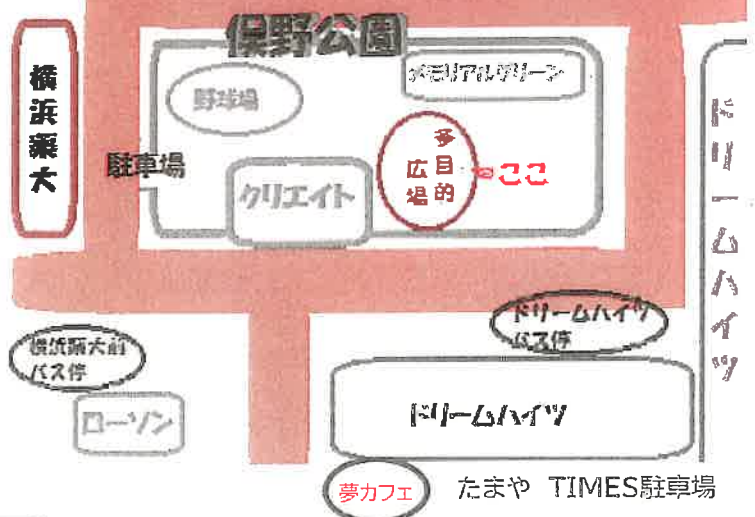 俣野公園
メモリアルグリーン
野球場
横浜薬大
駐車場
クリエイト
多目的
広場
ここ
ドリームハイツ
ドリームハイツ
バス停
横浜薬大前
バス停
ローソン
ドリームハイツ
夢カフェ
たまや TIMES駐車場